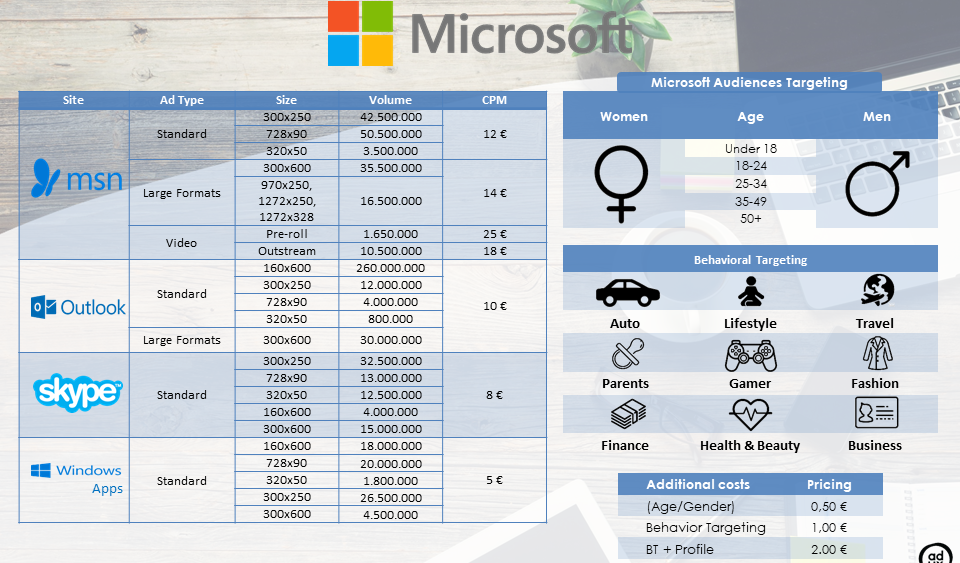 Microsoft
Site Ad Type Size Volume CPM
msn
Standard
300x250 42.500.000
728x90 50.500.000
320x50 3.500.000
12 €
Large Formats
300x600 35.500.000
970x250,
1272x250,
1272x328
16.500.000
14 €
Video
Pre-roll 1.650.000 25 €
Outstream 10.500.000 18 €
Outlook
Standard
160x600 260.000.000
300x250 12.000.000
728x90 4.000.000
320x50 800.000
10 €
Large Formats 300x600 30.000.000
skype™
Standard
300x250 32.500.000
728x90 13.000.000
320x50 12.500.000
160x600 4.000.000
300x600 15.000.000
8 €
Windows
Apps
Standard
160x600 18.000.000
728x90 20.000.000
320x50 1.800.000
300x250 26.500.000
300x600 4.500.000
5 €
Microsoft Audiences Targeting
Women Age Men
Under 18
18-24
25-34
35-49
50+
Behavioral Targeting
Auto Lifestyle Travel
Parents Gamer Fashion
Finance Health & Beauty Business
Additional costs Pricing
(Age/Gender) 0,50 €
Behavior Targeting 1,00 €
BT + Profile 2.00 €
ad